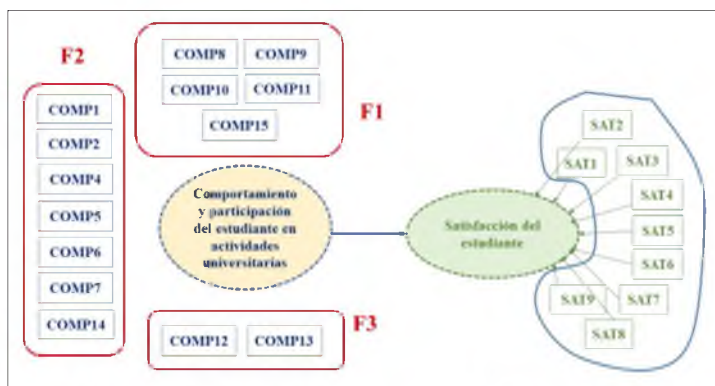 F2
COMP1
COMP2
COMP4
COMP5
COMP6
COMP7
COMP14
COMP8 COMP9
COMP10 COMP11
COMP15
F1
Comportamiento
y participación
del estudiante en
actividades
universitarias
COMP12 COMP13
F3
Satisfacción del
estudiante
SAT2
SAT1
SAT3
SAT4
SAT5
SAT6
SAT7
SAT8
SAT9